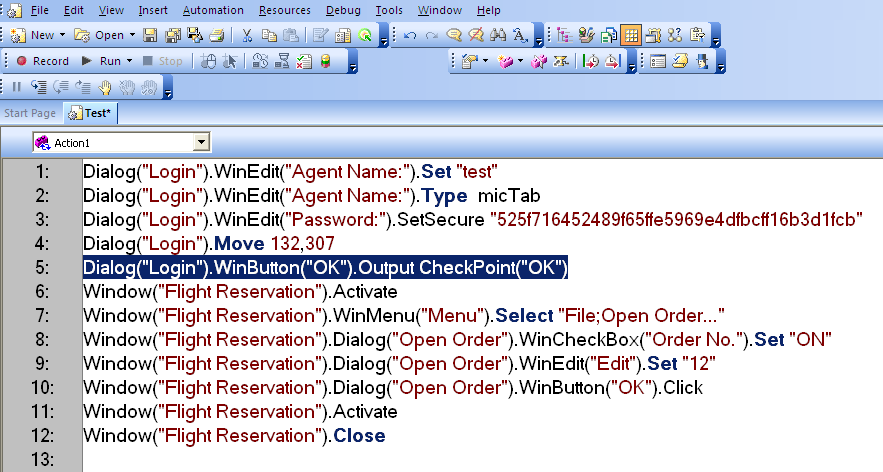 File Edit View Insert Automation Resources Debug Tools Window Help
New Open
Record Run Stop
Start Page Test*
Action1
1: Dialog("Login").WinEdit("Agent Name:").Set "test"
2: Dialog("Login").WinEdit("Agent Name:").Type  micTab
3: Dialog("Login").WinEdit("Password:").SetSecure "525f716452489f65ffe5969e4dfbcff16b3d1fcb"
4: Dialog("Login").Move 132,307
5: Dialog("Login").WinButton("OK").Output CheckPoint("OK")
6: Window("Flight Reservation").Activate
7: Window("Flight Reservation").WinMenu("Menu").Select "File;Open Order..."
8: Window("Flight Reservation").Dialog("Open Order").WinCheckBox("Order No.").Set "ON"
9: Window("Flight Reservation").Dialog("Open Order").WinEdit("Edit").Set "12"
10: Window("Flight Reservation").Dialog("Open Order").WinButton("OK").Click
11: Window("Flight Reservation").Activate
12: Window("Flight Reservation").Close
13: